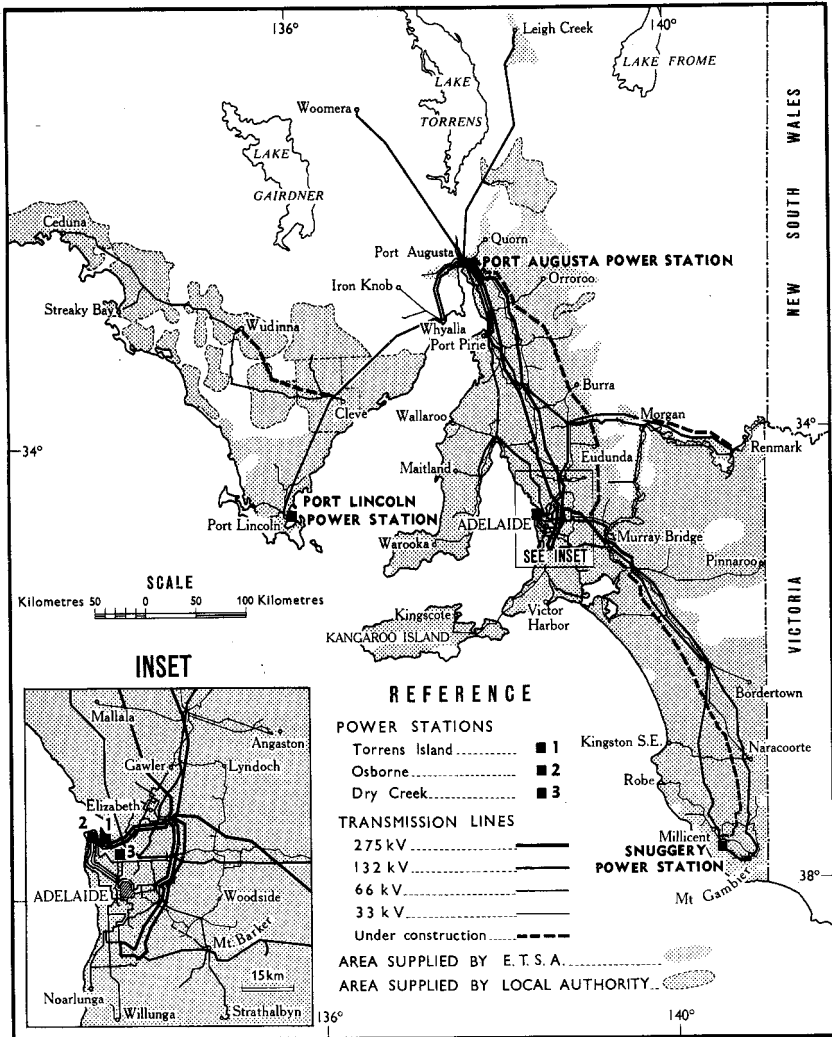 136°
140°
Leigh Creek
LAKE FROME
LAKE
TORRENS
Woomera
LAKE
GAIRDNER
NEW SOUTH WALES
Ceduna
Quorn
Port Augusta
PORT AUGUSTA POWER STATION
Iron Knob
Orroroo
Streaky Bay
Wudinna
Whyalla
Port Pirie
Burra
Cleve
Wallaroo
Morgan
34°
34°
Renmark
Eudunda
Maitland
PORT LINCOLN
POWER STATION
Port Lincoln
ADELAIDE
Murray Bridge
Warooka
SEE INSET
Pinnaroo
SCALE
Kilometres 50 0 100 Kilometres
Kingscote
Victor
Harbor
KANGAROO ISLAND
VICTORIA
INSET
REFERENCE
Bordertown
Mallala
Angaston
POWER STATIONS
Torrens Island 1
Osborne 2
Dry Creek 3
Kingston S.E.
Naracoorte
Gawler
Lyndoch
Robe
Elizabeth
2 1
3
TRANSMISSION LINES
275 kV
132 kV
66 kV
33 kV
Under construction
Millicent
SNUGGERY
POWER STATION
38°
Mt Gambier
ADELAIDE
Woodside
Mt. Barker
AREA SUPPLIED BY E.T.S.A.
AREA SUPPLIED BY LOCAL AUTHORITY
15km
Noarlunga
Willunga
Strathalbyn
136°
140°